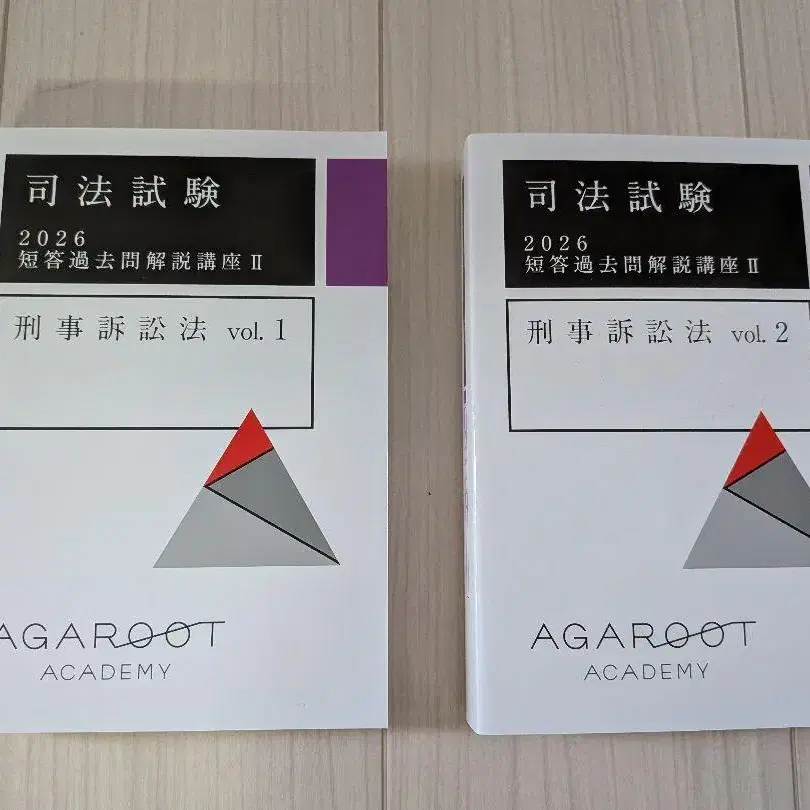 司法試験
2026
短答過去問解説講座Ⅱ
刑事訴訟法 vol. 1
AGAROOT
ACADEMY
司法試験
2026
短答過去問解説講座Ⅱ
刑事訴訟法 vol. 2
AGAROOT
ACADEMY